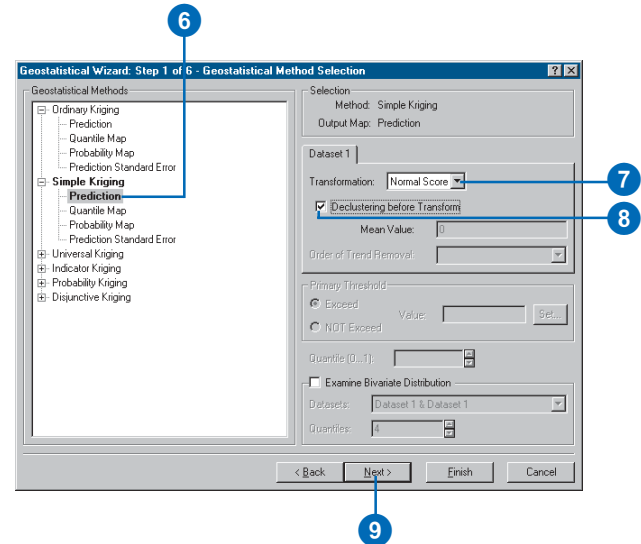 6
Geostatistical Wizard: Step 1 of 6 - Geostatistical Method Selection
Geostatistical Methods
Ordinary Kriging
Prediction
Quantile Map
Probability Map
Prediction Standard Error
Simple Kriging
Prediction
Quantile Map
Probability Map
Prediction Standard Error
Universal Kriging
Indicator Kriging
Probability Kriging
Disjunctive Kriging
Selection
Method: Simple Kriging
Output Map: Prediction
Dataset 1
Transformation: Normal Score
7
Declustering before Transform
8
Mean Value: 0
Order of Trend Removal:
Primary Threshold
Exceed
Value: Set...
NOT Exceed
Quantile (0...1):
Examine Bivariate Distribution
Datasets: Dataset 1 & Dataset 1
Quantiles: 4
< Back Next > Finish Cancel
9